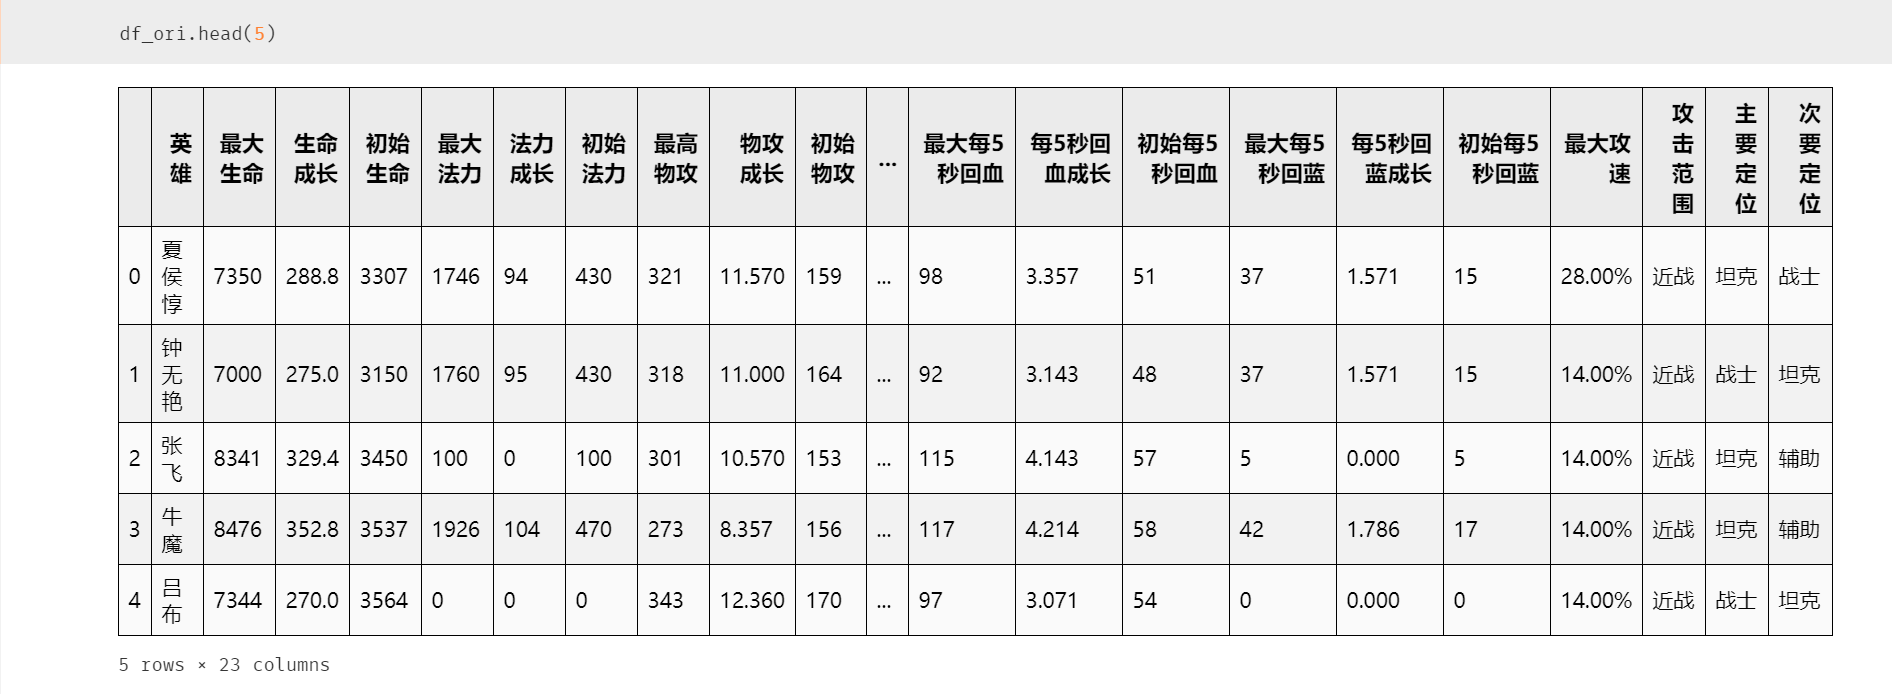 df_ori.head(5)
英雄 最大生命 生命成长 初始生命 最大法力 法力成长 初始法力 最高物攻 物攻成长 初始物攻 ... 最大每5秒回血 每5秒回血成长 初始每5秒回血 最大每5秒回蓝 每5秒回蓝成长 初始每5秒回蓝 最大攻速 攻击范围 主要定位 次要定位
0 夏侯惇 7350 288.8 3307 1746 94 430 321 11.570 159 ... 98 3.357 51 37 1.571 15 28.00% 近战 坦克 战士
1 钟无艳 7000 275.0 3150 1760 95 430 318 11.000 164 ... 92 3.143 48 37 1.571 15 14.00% 近战 战士 坦克
2 张飞 8341 329.4 3450 100 0 100 301 10.570 153 ... 115 4.143 57 5 0.000 5 14.00% 近战 坦克 辅助
3 牛魔 8476 352.8 3537 1926 104 470 273 8.357 156 ... 117 4.214 58 42 1.786 17 14.00% 近战 坦克 辅助
4 吕布 7344 270.0 3564 0 0 0 343 12.360 170 ... 97 3.071 54 0 0.000 0 14.00% 近战 战士 坦克
5 rows × 23 columns